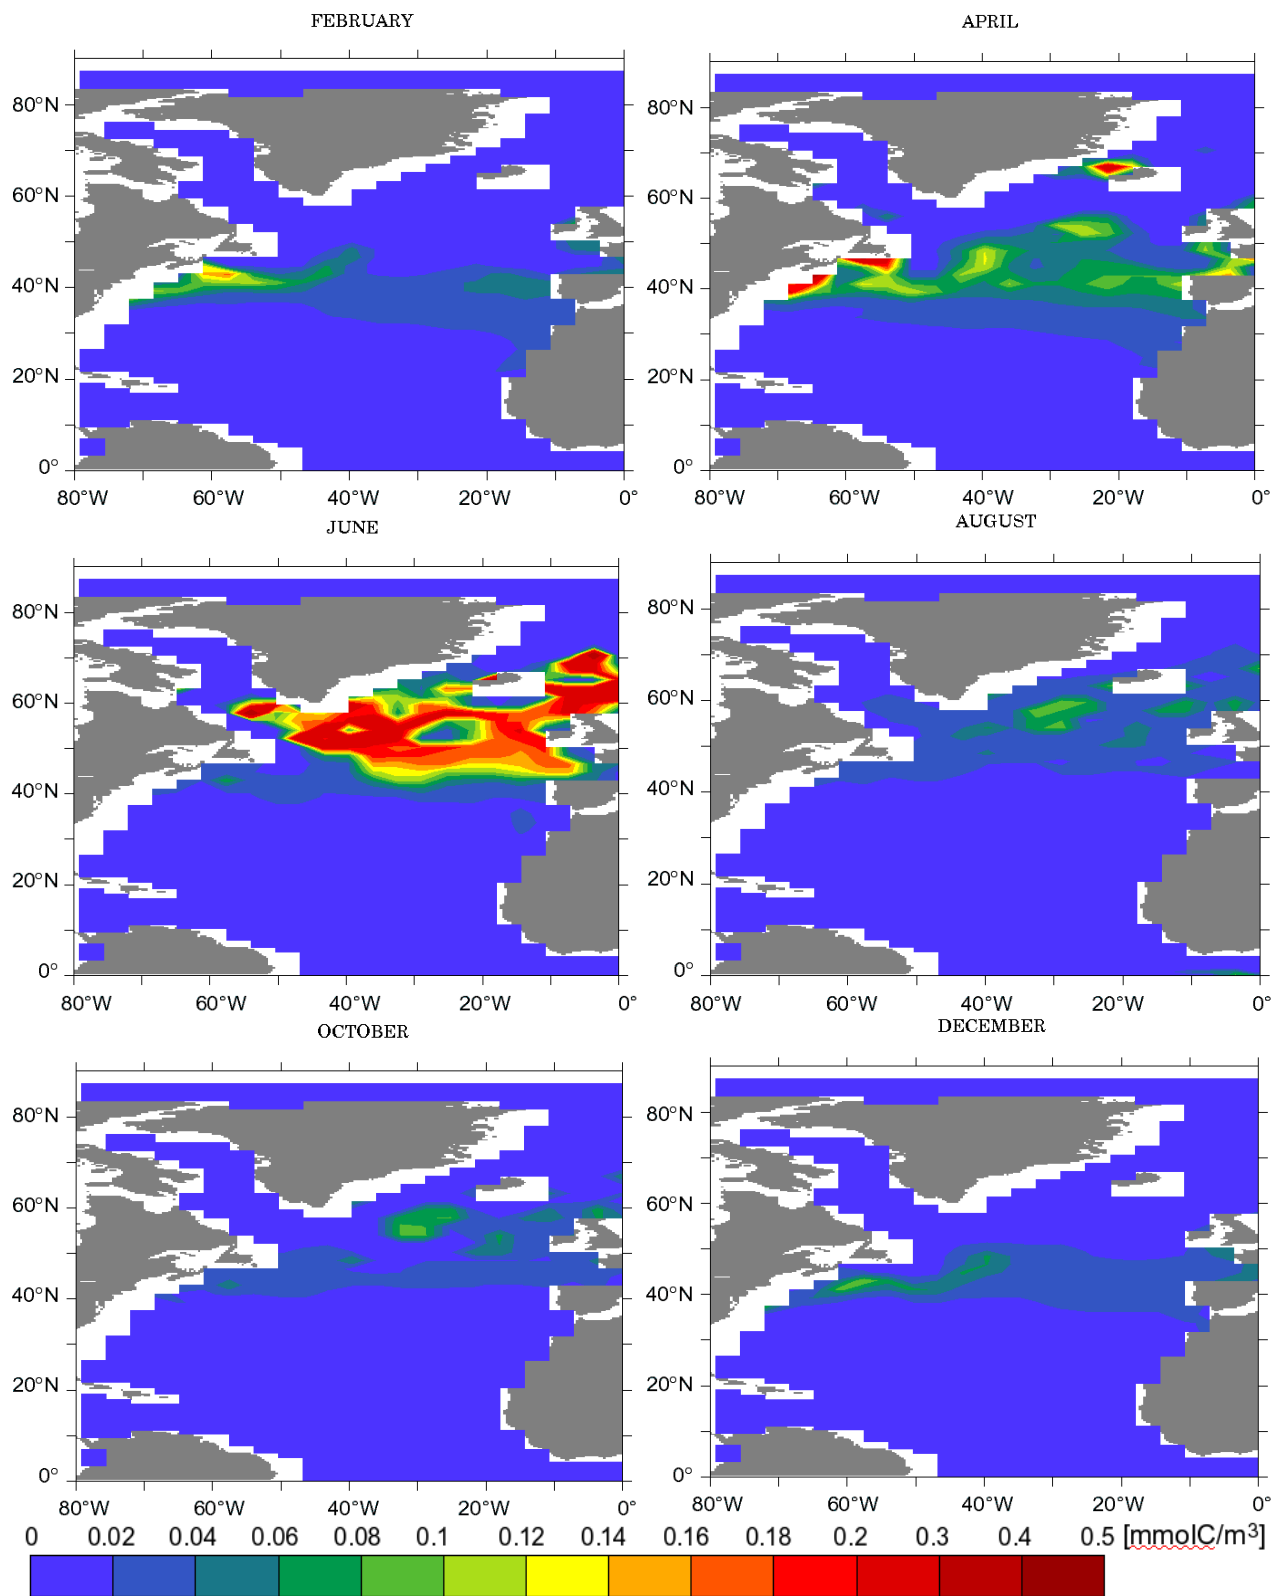 FEBRUARY APRIL
80°N 80°N
60°N 60°N
40°N 40°N
20°N 20°N
0° 0°
80°W 60°W 40°W 20°W 0° 80°W 60°W 40°W 20°W 0°
JUNE AUGUST
80°N 80°N
60°N 60°N
40°N 40°N
20°N 20°N
0° 0°
80°W 60°W 40°W 20°W 0° 80°W 60°W 40°W 20°W 0°
OCTOBER DECEMBER
80°N 80°N
60°N 60°N
40°N 40°N
20°N 20°N
0° 0°
80°W 60°W 40°W 20°W 0° 80°W 60°W 40°W 20°W 0°
0 0.02 0.04 0.06 0.08 0.1 0.12 0.14 0.16 0.18 0.2 0.3 0.4 0.5 [mmolC/m³]